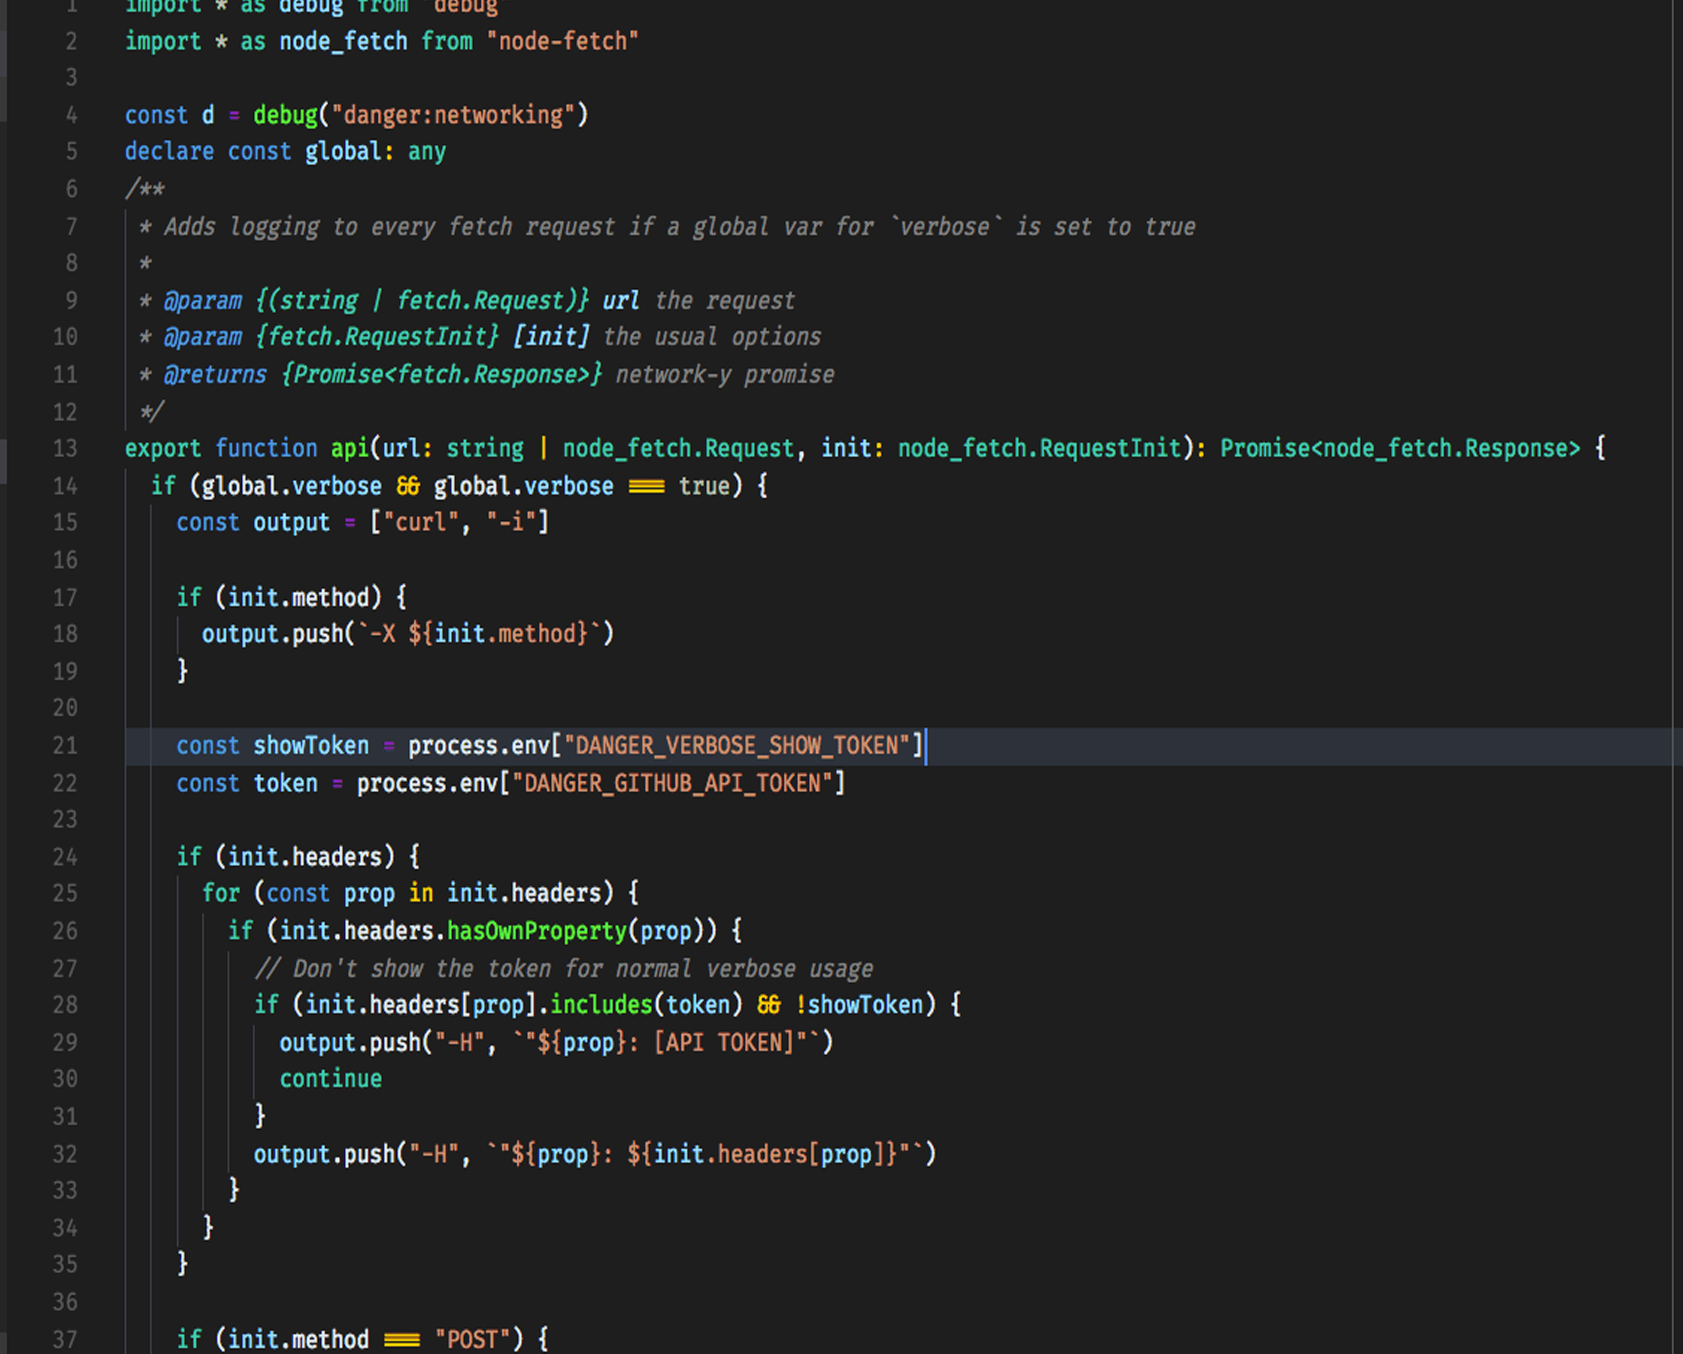 1 import * as debug from "debug"
2 import * as node_fetch from "node-fetch"
3
4 const d = debug("danger:networking")
5 declare const global: any
6 /**
7 * Adds logging to every fetch request if a global var for `verbose` is set to true
8 *
9 * @param {(string | fetch.Request)} url the request
10 * @param {fetch.RequestInit} [init] the usual options
11 * @returns {Promise<fetch.Response>} network-y promise
12 */
13 export function api(url: string | node_fetch.Request, init: node_fetch.RequestInit): Promise<node_fetch.Response> {
14 if (global.verbose && global.verbose === true) {
15 const output = ["curl", "-i"]
16
17 if (init.method) {
18 output.push(`-X ${init.method}`)
19 }
20
21 const showToken = process.env["DANGER_VERBOSE_SHOW_TOKEN"]
22 const token = process.env["DANGER_GITHUB_API_TOKEN"]
23
24 if (init.headers) {
25 for (const prop in init.headers) {
26 if (init.headers.hasOwnProperty(prop)) {
27 // Don't show the token for normal verbose usage
28 if (init.headers[prop].includes(token) && !showToken) {
29 output.push("-H", `"${prop}: [API TOKEN]"`)
30 continue
31 }
32 output.push("-H", `"${prop}: ${init.headers[prop]}"`)
33 }
34 }
35 }
36
37 if (init.method === "POST") {